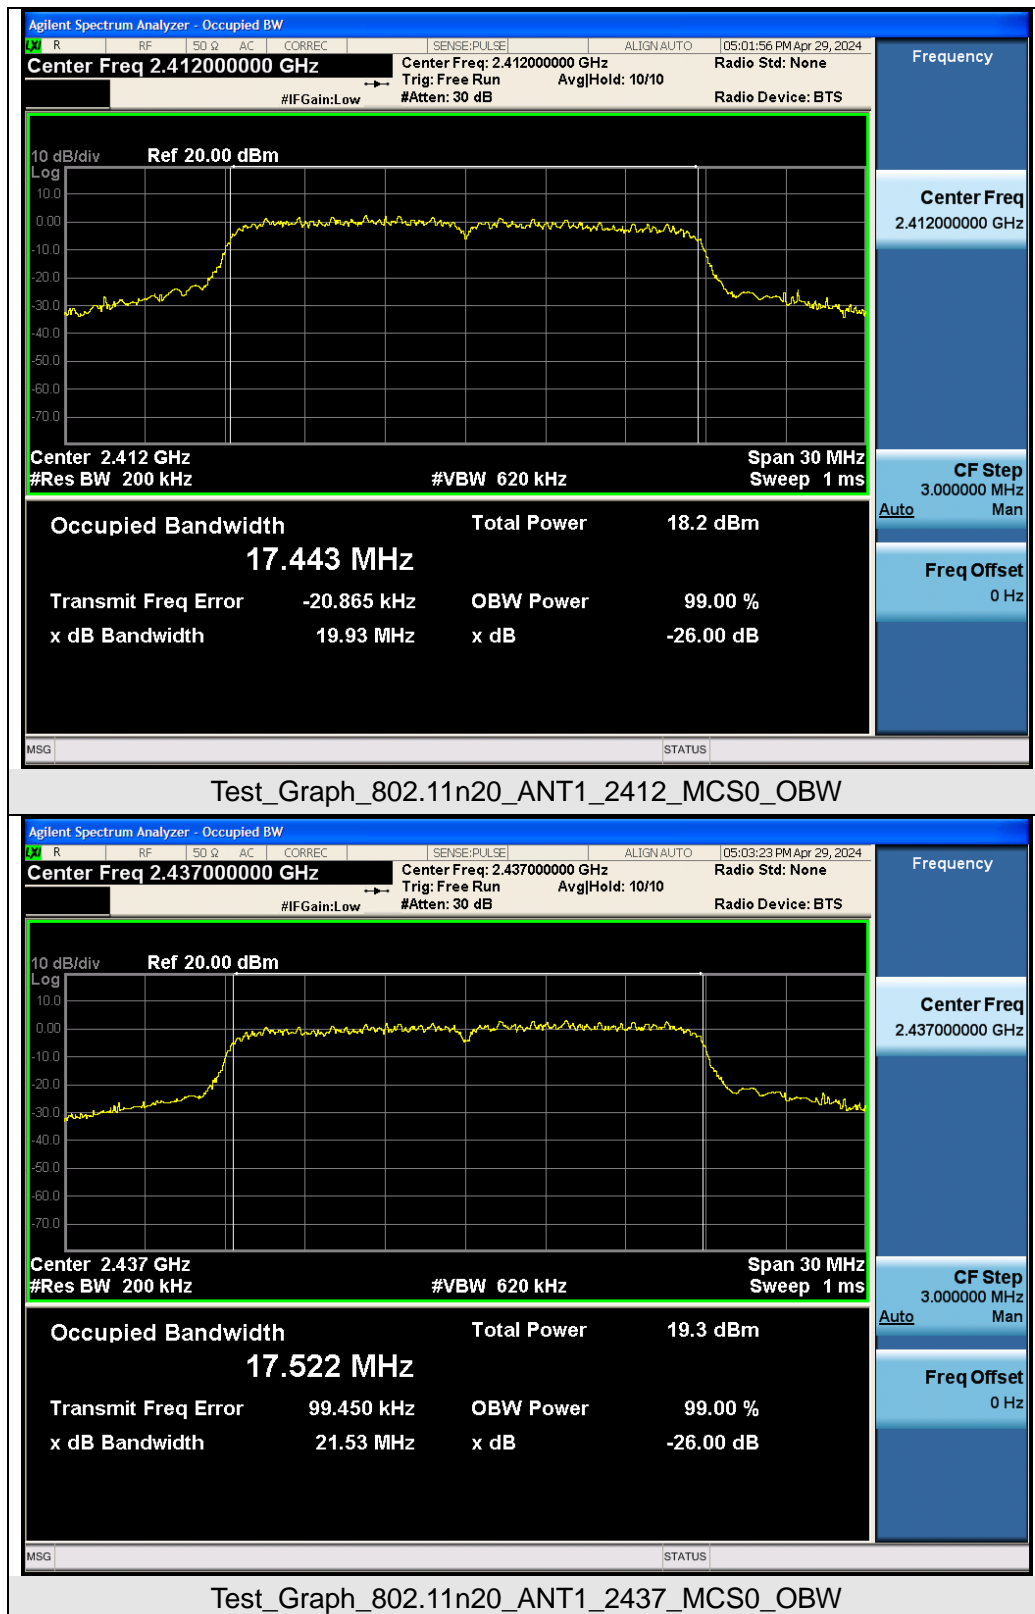 Agilent Spectrum Analyzer - Occupied BW
LXI R RF 50 Ω AC CORREC SENSE:PULSE ALIGN AUTO 05:01:56 PM Apr 29, 2024
Center Freq 2.412000000 GHz
Center Freq: 2.412000000 GHz Radio Std: None
Trig: Free Run Avg|Hold: 10/10
#IFGain:Low #Atten: 30 dB Radio Device: BTS
Frequency
10 dB/div Ref 20.00 dBm
Log
10.0
0.00
-10.0
-20.0
-30.0
-40.0
-50.0
-60.0
-70.0
Center 2.412 GHz Span 30 MHz
#Res BW 200 kHz #VBW 620 kHz Sweep 1 ms
Center Freq
2.412000000 GHz
CF Step
3.000000 MHz
Auto Man
Freq Offset
0 Hz
Occupied Bandwidth Total Power 18.2 dBm
17.443 MHz
Transmit Freq Error -20.865 kHz OBW Power 99.00 %
x dB Bandwidth 19.93 MHz x dB -26.00 dB
MSG STATUS
Test_Graph_802.11n20_ANT1_2412_MCS0_OBW
Agilent Spectrum Analyzer - Occupied BW
LXI R RF 50 Ω AC CORREC SENSE:PULSE ALIGN AUTO 05:03:23 PM Apr 29, 2024
Center Freq 2.437000000 GHz
Center Freq: 2.437000000 GHz Radio Std: None
Trig: Free Run Avg|Hold: 10/10
#IFGain:Low #Atten: 30 dB Radio Device: BTS
Frequency
10 dB/div Ref 20.00 dBm
Log
10.0
0.00
-10.0
-20.0
-30.0
-40.0
-50.0
-60.0
-70.0
Center 2.437 GHz Span 30 MHz
#Res BW 200 kHz #VBW 620 kHz Sweep 1 ms
Center Freq
2.437000000 GHz
CF Step
3.000000 MHz
Auto Man
Freq Offset
0 Hz
Occupied Bandwidth Total Power 19.3 dBm
17.522 MHz
Transmit Freq Error 99.450 kHz OBW Power 99.00 %
x dB Bandwidth 21.53 MHz x dB -26.00 dB
MSG STATUS
Test_Graph_802.11n20_ANT1_2437_MCS0_OBW